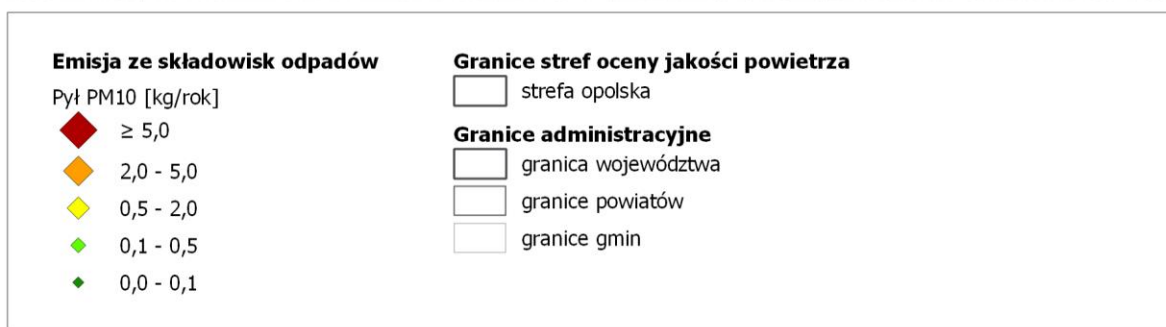 Emisja ze składowisk odpadów
Pył PM10 [kg/rok]
≥ 5,0
2,0 - 5,0
0,5 - 2,0
0,1 - 0,5
0,0 - 0,1
Granice stref oceny jakości powietrza
strefa opolska
Granice administracyjne
granica województwa
granice powiatów
granice gmin